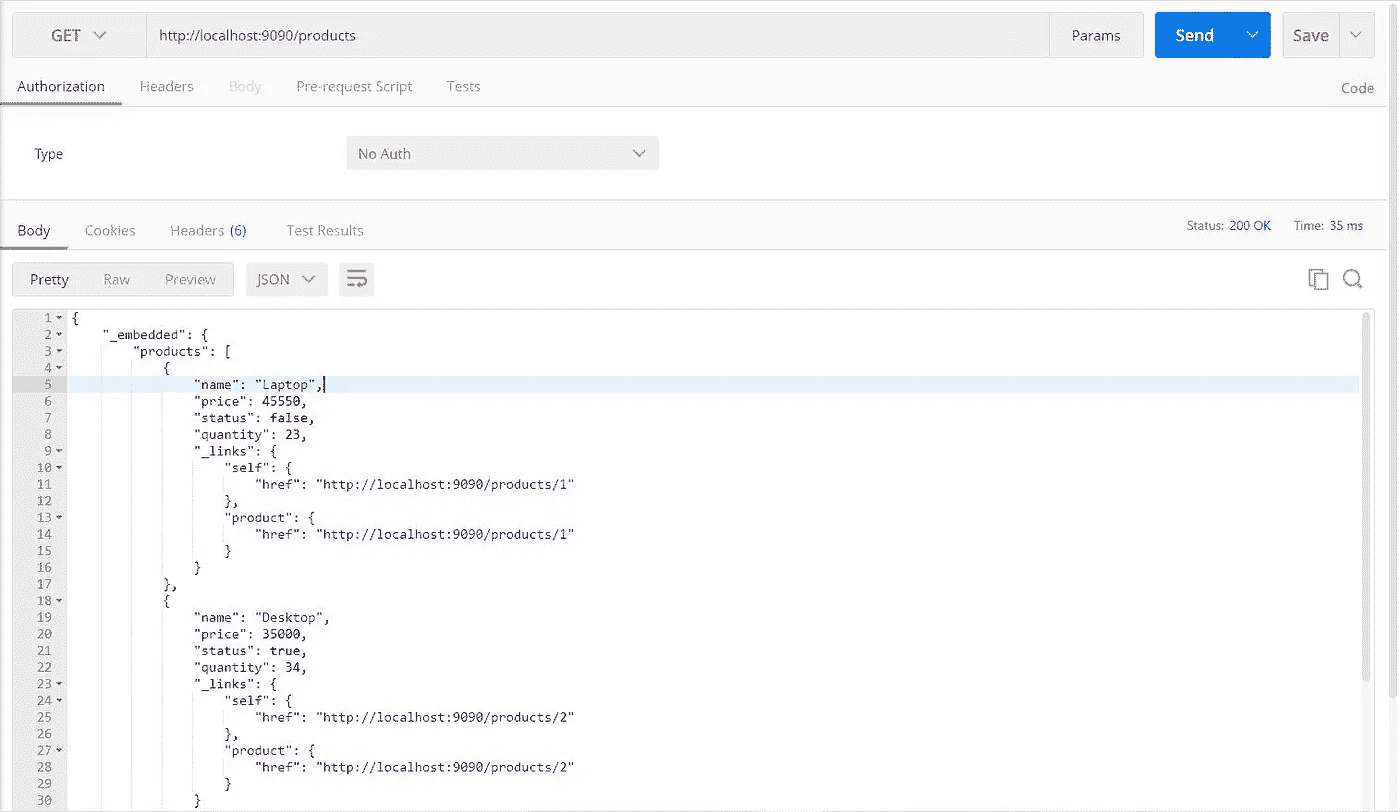 GET http://localhost:9090/products Params Send Save
Authorization Headers Body Pre-request Script Tests Code
Type No Auth
Body Cookies Headers (6) Test Results Status: 200 OK Time: 35 ms
Pretty Raw Preview JSON
1 {
2 "_embedded": {
3 "products": [
4 {
5 "name": "Laptop",
6 "price": 45550,
7 "status": false,
8 "quantity": 23,
9 "_links": {
10 "self": {
11 "href": "http://localhost:9090/products/1"
12 },
13 "product": {
14 "href": "http://localhost:9090/products/1"
15 }
16 }
17 },
18 {
19 "name": "Desktop",
20 "price": 35000,
21 "status": true,
22 "quantity": 34,
23 "_links": {
24 "self": {
25 "href": "http://localhost:9090/products/2"
26 },
27 "product": {
28 "href": "http://localhost:9090/products/2"
29 }
30 }